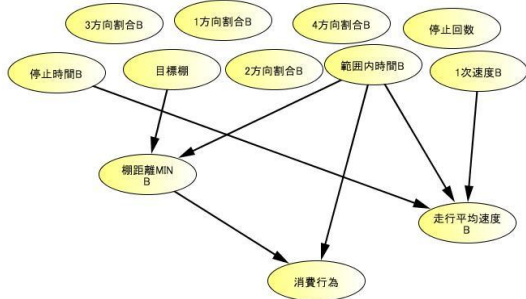 3方向割合B
1方向割合B
4方向割合B
停止回数
停止時間B
目標棚
2方向割合B
範囲内時間B
1次速度B
棚距離MIN
B
走行平均速度
B
消費行為